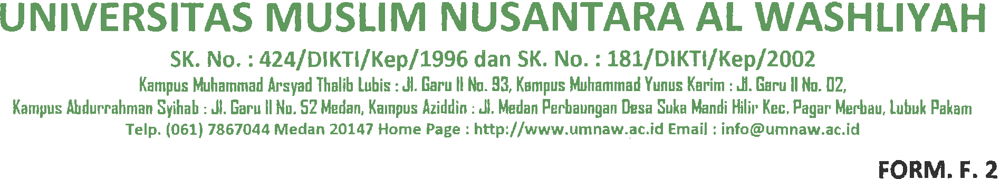 UNIVERSITAS MUSLIM NUSANTARA AL WASHLIYAH
SK. No. : 424/DIKTI/Kep/1996 dan SK. No. : 181/DIKTI/Kep/2002
Kampus Muhammad Arsyad Thalib Lubis : Jl. Garu II No. 93, Kampus Muhammad Yunus Karim : Jl. Garu II No. 02,
Kampus Abdurrahman Syihab : Jl. Garu II No. 52 Medan, Kampus Aziddin : Jl. Medan Perbaungan Desa Suka Mandi Hilir Kec. Pagar Merbau, Lubuk Pakam
Telp. (061) 7867044 Medan 20147 Home Page : http://www.umnaw.ac.id Email : info@umnaw.ac.id
FORM. F. 2